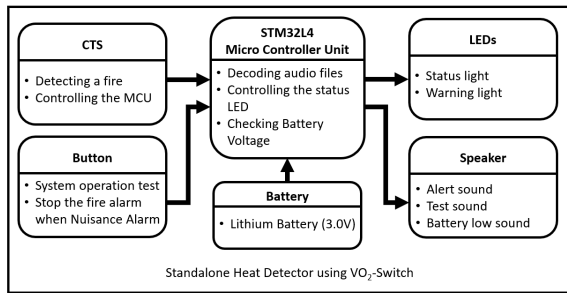 CTS
• Detecting a fire
• Controlling the MCU
Button
• System operation test
• Stop the fire alarm
when Nuisance Alarm
STM32L4
Micro Controller Unit
• Decoding audio files
• Controlling the status
LED
• Checking Battery
Voltage
Battery
• Lithium Battery (3.0V)
LEDs
• Status light
• Warning light
Speaker
• Alert sound
• Test sound
• Battery low sound
Standalone Heat Detector using VO₂-Switch